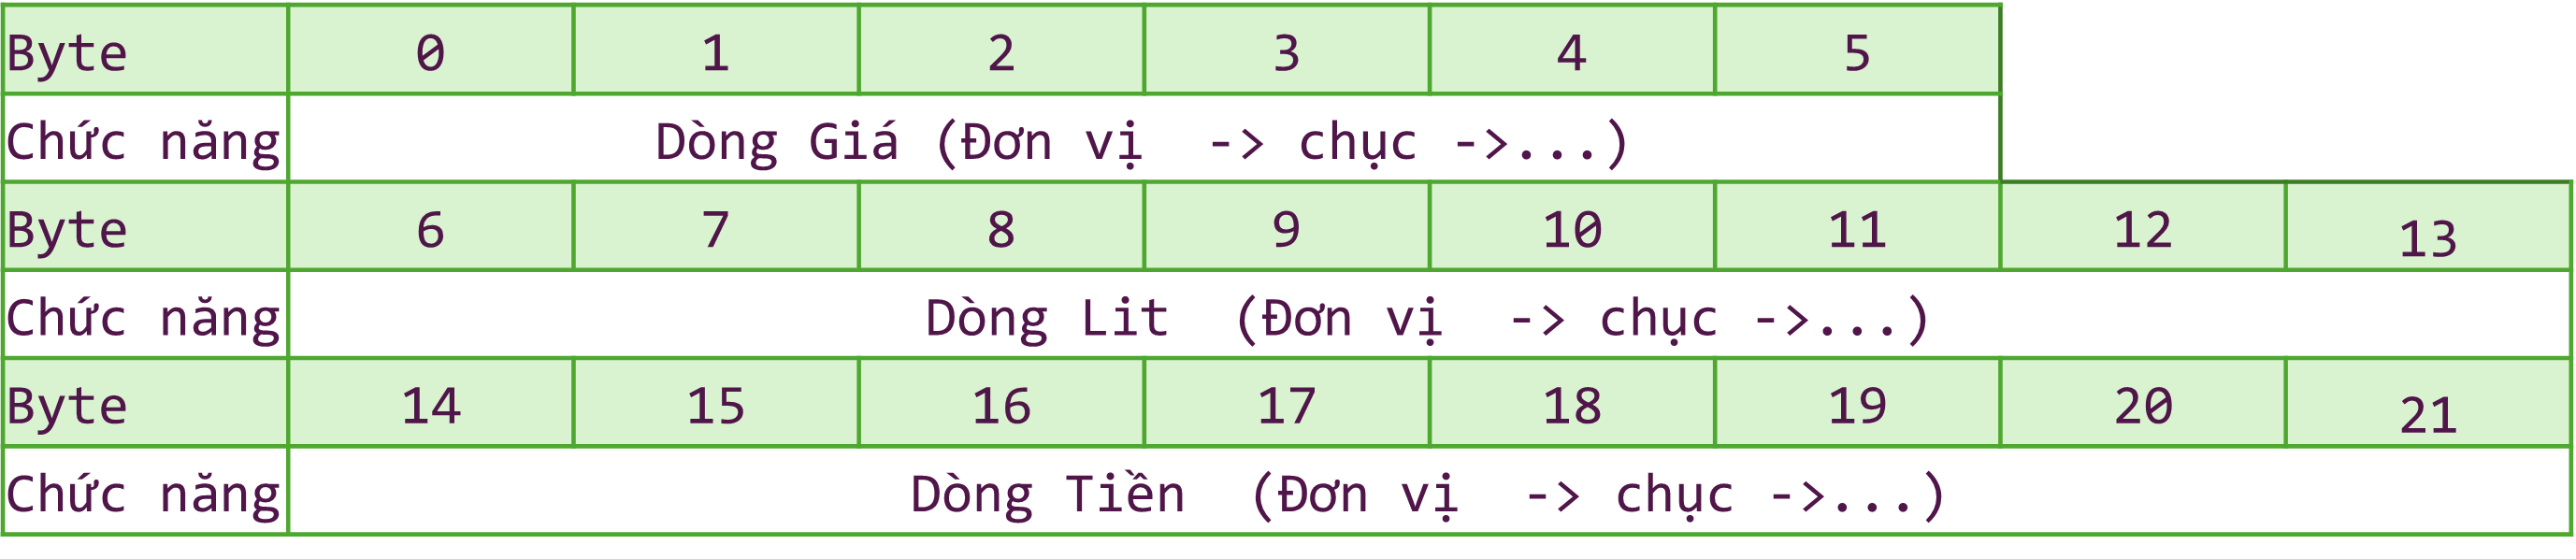 Byte 0 1 2 3 4 5
Chức năng Dòng Giá (Đơn vị -> chục ->...)
Byte 6 7 8 9 10 11 12 13
Chức năng Dòng Lit (Đơn vị -> chục ->...)
Byte 14 15 16 17 18 19 20 21
Chức năng Dòng Tiền (Đơn vị -> chục ->...)